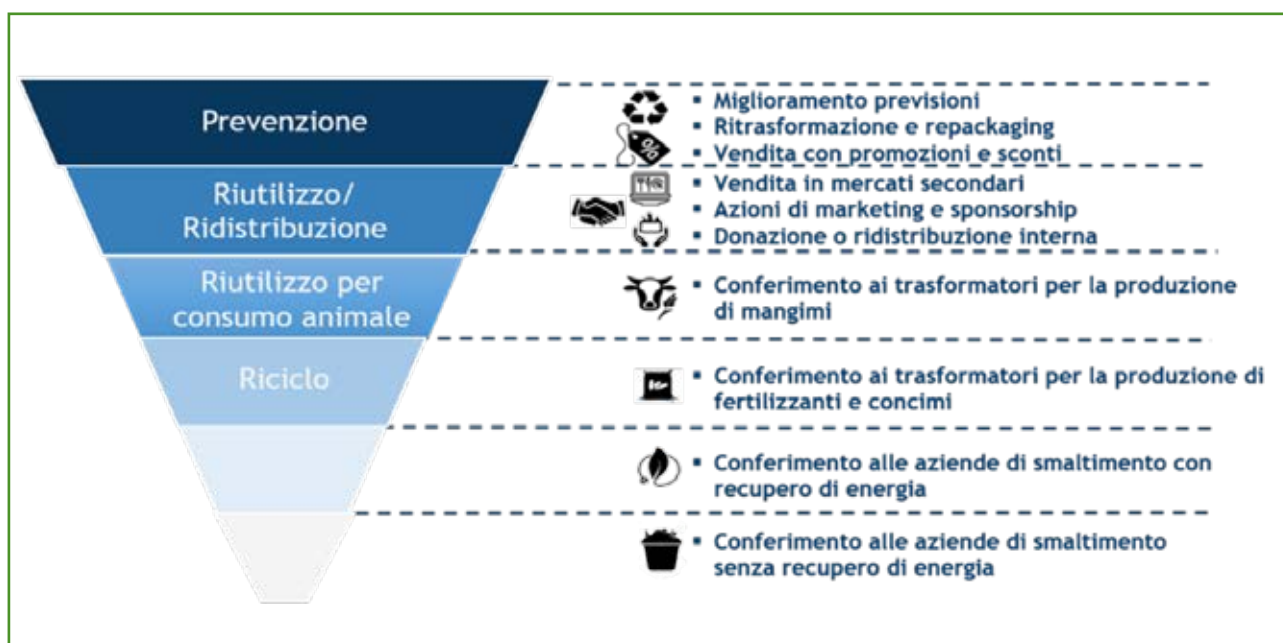 Prevenzione
▪ Miglioramento previsioni
▪ Ritrasformazione e repackaging
▪ Vendita con promozioni e sconti
Riutilizzo/
Ridistribuzione
▪ Vendita in mercati secondari
▪ Azioni di marketing e sponsorship
▪ Donazione o ridistribuzione interna
Riutilizzo per
consumo animale
▪ Conferimento ai trasformatori per la produzione
di mangimi
Riciclo
▪ Conferimento ai trasformatori per la produzione di
fertilizzanti e concimi
▪ Conferimento alle aziende di smaltimento con
recupero di energia
▪ Conferimento alle aziende di smaltimento
senza recupero di energia